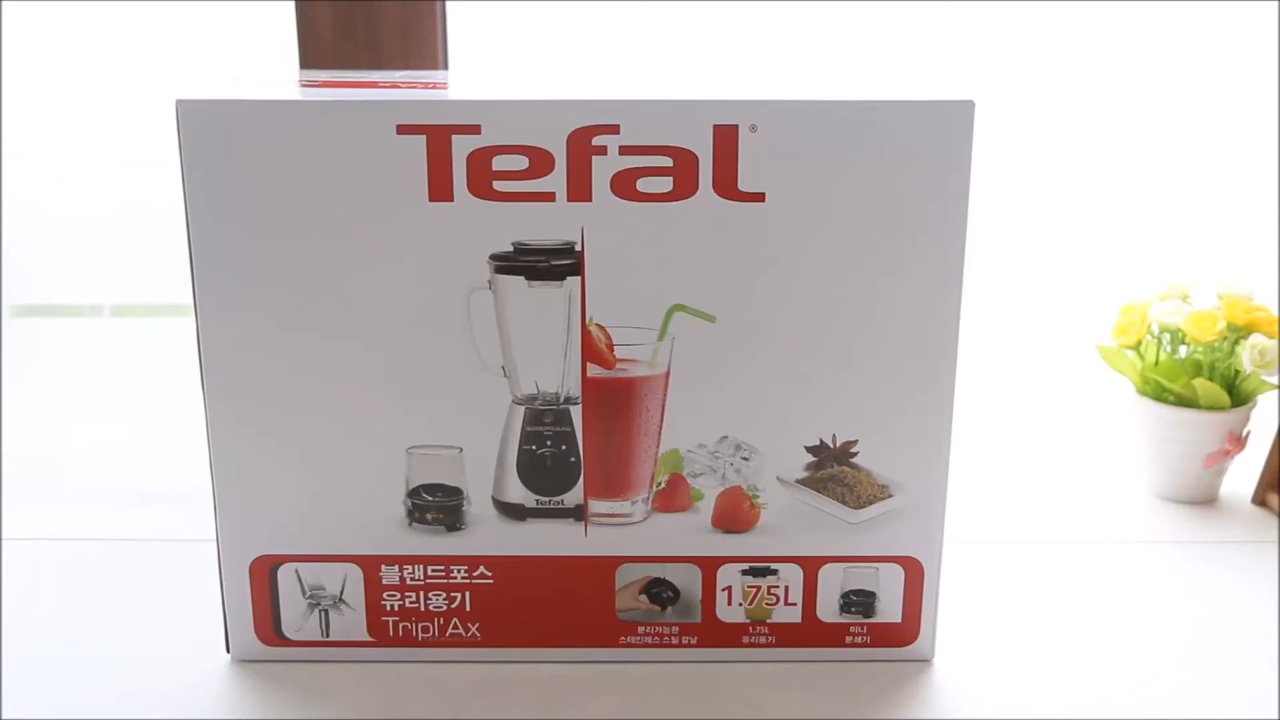 Tefal®
Tefal
블랜드포스
유리용기
Tripl'Ax
1.75L
분리가능한
스테인레스 스틸 칼날
1.75L
유리용기
미니
분쇄기